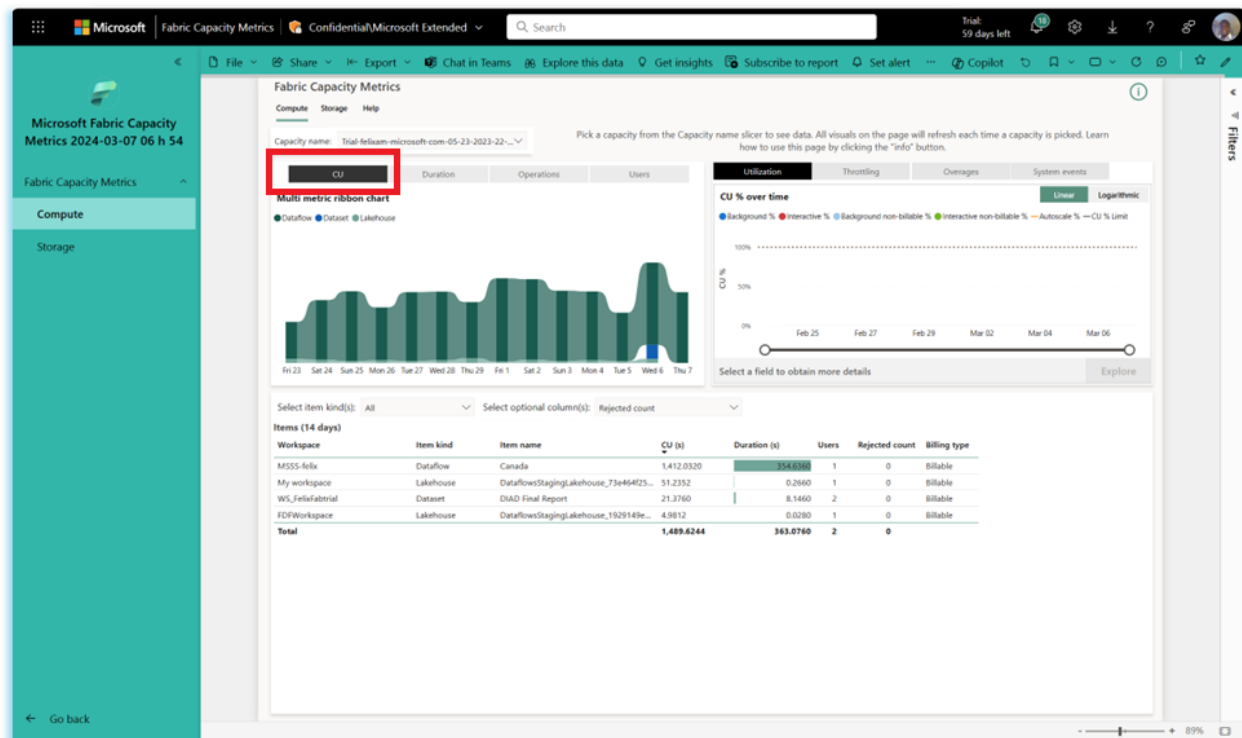 Microsoft Fabric Capacity Metrics Confidential\Microsoft Extended Search Trial: 59 days left 18
File Share Export Chat in Teams Explore this data Get insights Subscribe to report Set alert Copilot
Microsoft Fabric Capacity Metrics 2024-03-07 06 h 54
Fabric Capacity Metrics
Compute
Storage
Go back
Fabric Capacity Metrics
Compute Storage Help
Capacity name: Trial-felixam-microsoft-com-05-23-2023-22-...
Pick a capacity from the Capacity name slicer to see data. All visuals on the page will refresh each time a capacity is picked. Learn
how to use this page by clicking the "info" button.
CU Duration Operations Users
Multi metric ribbon chart
Dataflow Dataset Lakehouse
Fri 23 Sat 24 Sun 25 Mon 26 Tue 27 Wed 28 Thu 29 Fri 1 Sat 2 Sun 3 Mon 4 Tue 5 Wed 6 Thu 7
Utilization Throttling Overages System events
CU % over time Linear Logarithmic
Background % Interactive % Background non-billable % Interactive non-billable % Autoscale % CU % Limit
CU %
100%
50%
0%
Feb 25 Feb 27 Feb 29 Mar 02 Mar 04 Mar 06
Select a field to obtain more details Explore
Filters
Select item kind(s): All Select optional column(s): Rejected count
Items (14 days)
Workspace Item kind Item name CU (s) Duration (s) Users Rejected count Billing type
MSSS-felix Dataflow Canada 1,412.0320 354.6360 1 0 Billable
My workspace Lakehouse DataflowsStagingLakehouse_73e464f25... 51.2352 0.2660 1 0 Billable
WS_FelixFabtrial Dataset DIAD Final Report 21.3760 8.1460 2 0 Billable
FDFWorkspace Lakehouse DataflowsStagingLakehouse_1929149e... 4.9812 0.0280 1 0 Billable
Total 1,489.6244 363.0760 2 0
89%